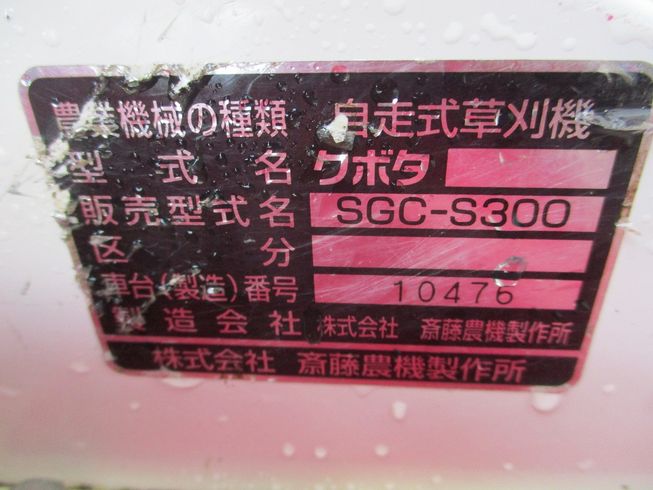 農業機械の種類 自走式草刈機
型式名 クボタ
販売型式名 SGC-S300
区分
車台(製造)番号 10476
製造会社 株式会社 斎藤農機製作所
株式会社 斎藤農機製作所